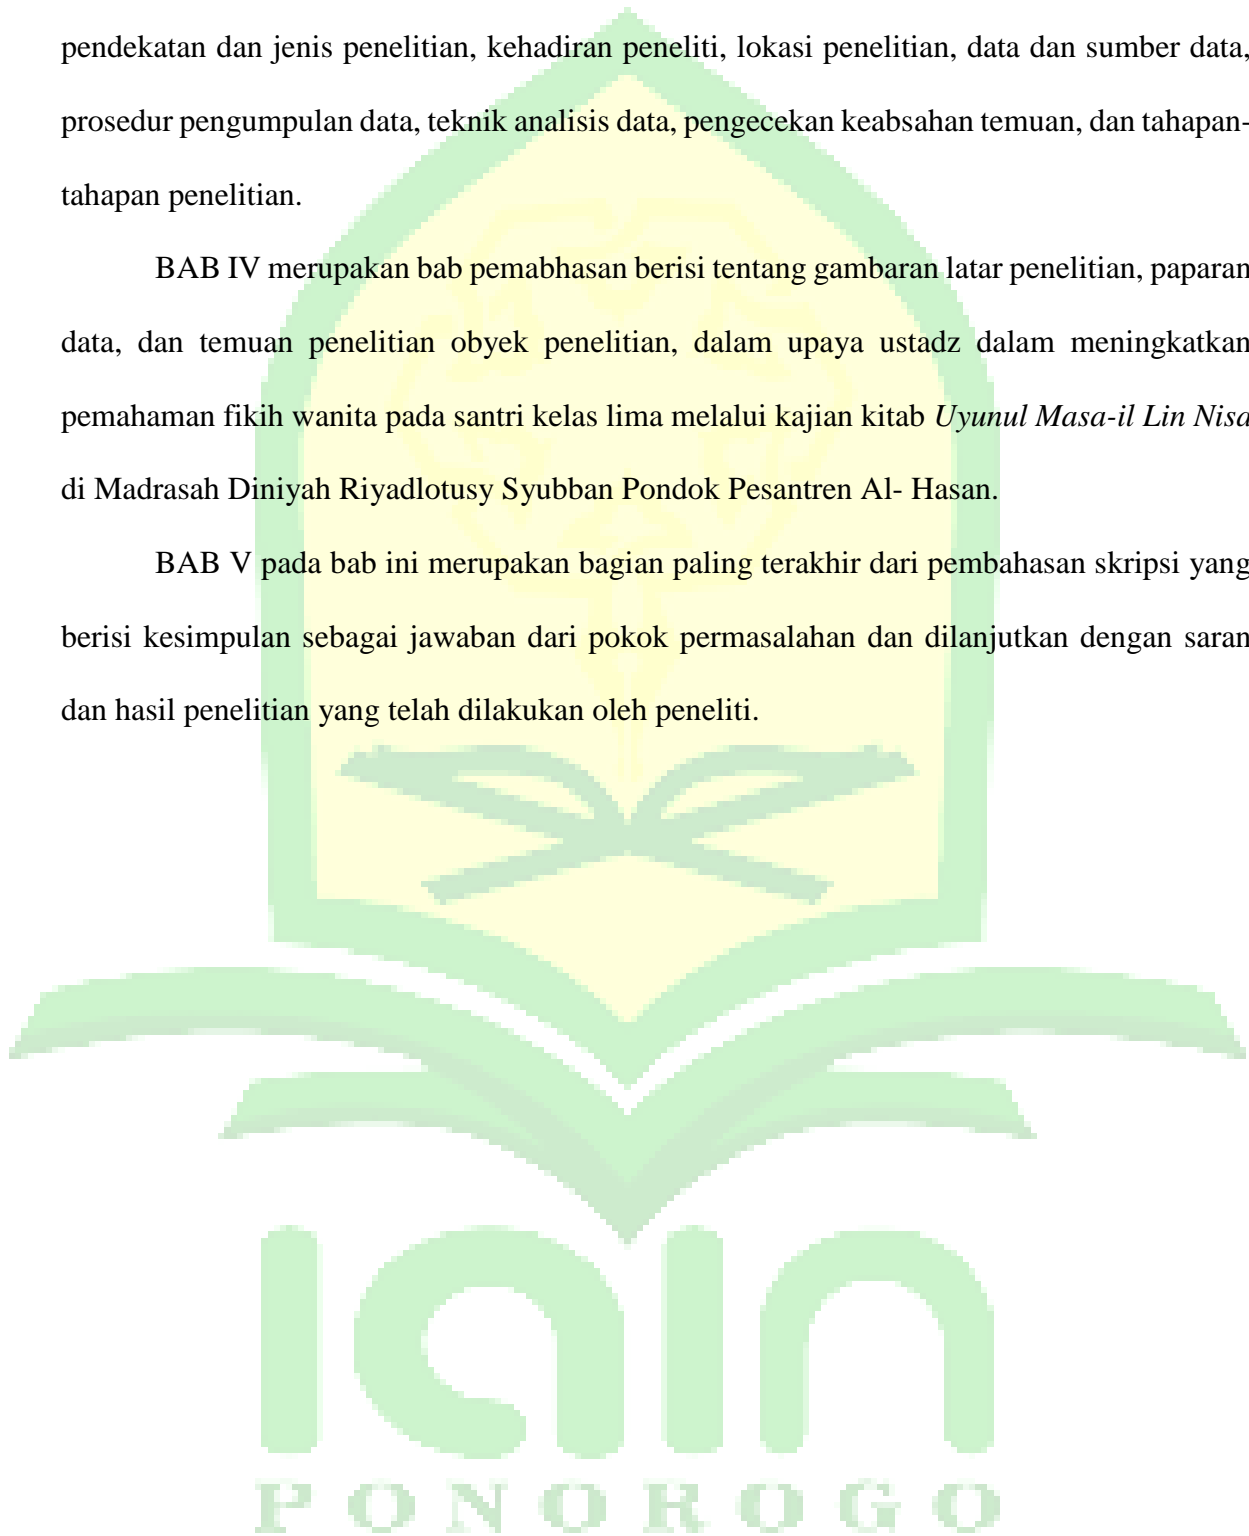 pendekatan dan jenis penelitian, kehadiran peneliti, lokasi penelitian, data dan sumber data,
prosedur pengumpulan data, teknik analisis data, pengecekan keabsahan temuan, dan tahapan-
tahapan penelitian.
BAB IV merupakan bab pemabhasan berisi tentang gambaran latar penelitian, paparan
data, dan temuan penelitian obyek penelitian, dalam upaya ustadz dalam meningkatkan
pemahaman fikih wanita pada santri kelas lima melalui kajian kitab Uyunul Masa-il Lin Nisa
di Madrasah Diniyah Riyadlotusy Syubban Pondok Pesantren Al- Hasan.
BAB V pada bab ini merupakan bagian paling terakhir dari pembahasan skripsi yang
berisi kesimpulan sebagai jawaban dari pokok permasalahan dan dilanjutkan dengan saran
dan hasil penelitian yang telah dilakukan oleh peneliti.
iain
PONOROGO